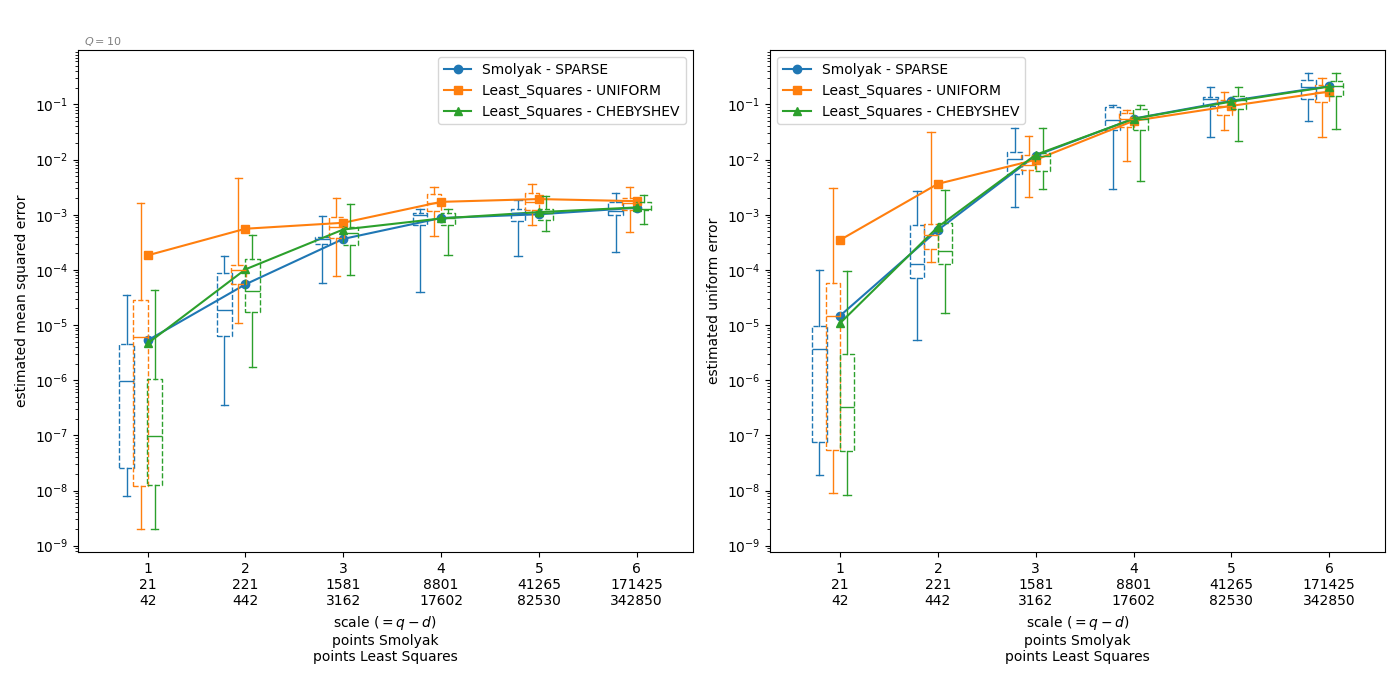 Q = 10
Smolyak - SPARSE
Least_Squares - UNIFORM
Least_Squares - CHEBYSHEV
estimated mean squared error
10⁻¹
10⁻²
10⁻³
10⁻⁴
10⁻⁵
10⁻⁶
10⁻⁷
10⁻⁸
10⁻⁹
1 2 3 4 5 6
21 221 1581 8801 41265 171425
42 442 3162 17602 82530 342850
scale (= q − d)
points Smolyak
points Least Squares
Smolyak - SPARSE
Least_Squares - UNIFORM
Least_Squares - CHEBYSHEV
estimated uniform error
10⁻¹
10⁻²
10⁻³
10⁻⁴
10⁻⁵
10⁻⁶
10⁻⁷
10⁻⁸
10⁻⁹
1 2 3 4 5 6
21 221 1581 8801 41265 171425
42 442 3162 17602 82530 342850
scale (= q − d)
points Smolyak
points Least Squares